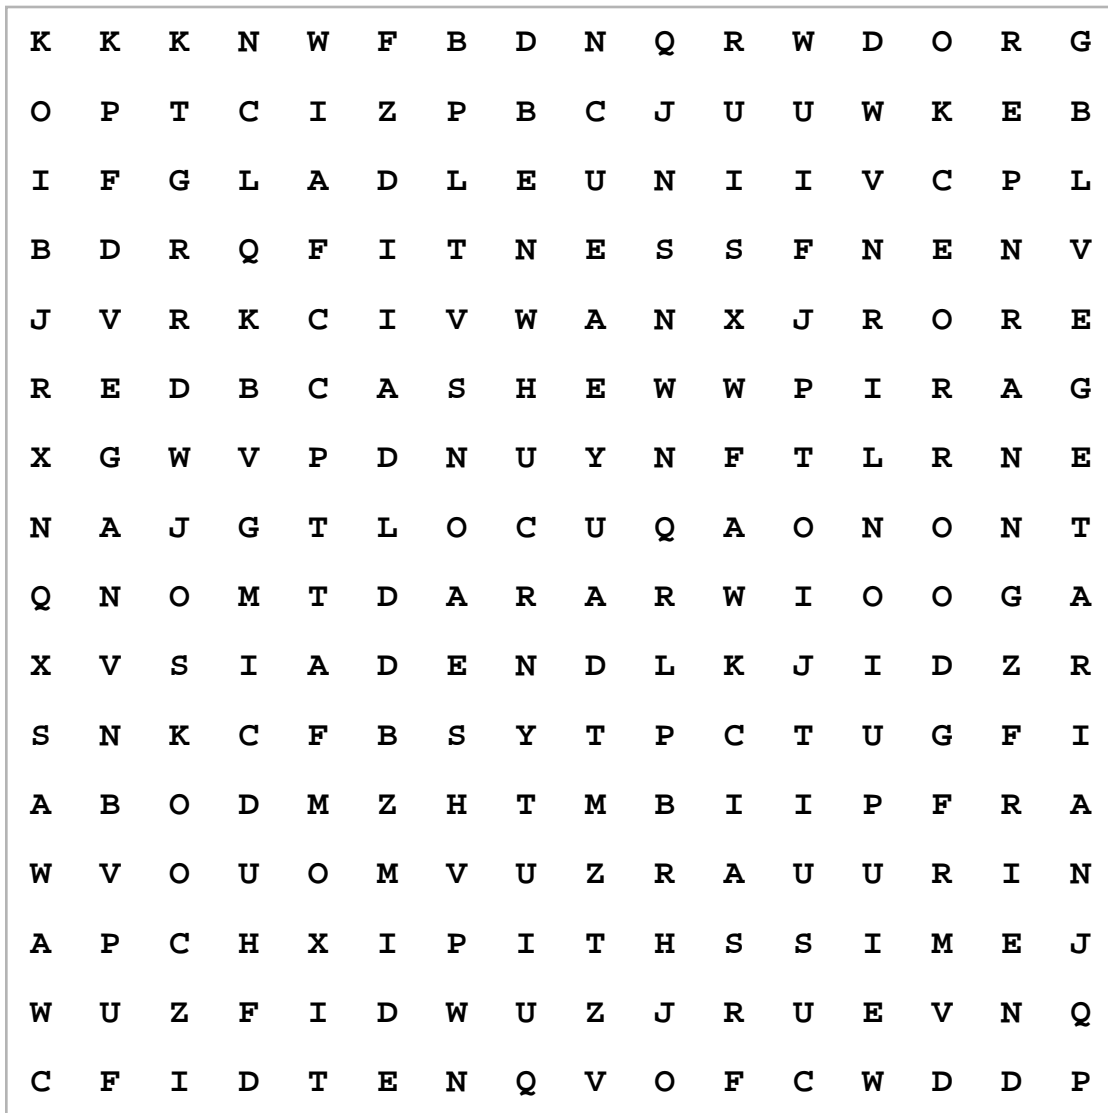 K K K N W F B D N Q R W D O R G
O P T C I Z P B C J U U W K E B
I F G L A D L E U N I I V C P L
B D R Q F I T N E S S F N E N V
J V R K C I V W A N X J R O R E
R E D B C A S H E W W P I R A G
X G W V P D N U Y N F T L R N E
N A J G T L O C U Q A O N O N T
Q N O M T D A R A R W I O O G A
X V S I A D E N D L K J I D Z R
S N K C F B S Y T P C T U G F I
A B O D M Z H T M B I I P F R A
W V O U O M V U Z R A U U R I N
A P C H X I P I T H S S I M E J
W U Z F I D W U Z J R U E V N Q
C F I D T E N Q V O F C W D D P